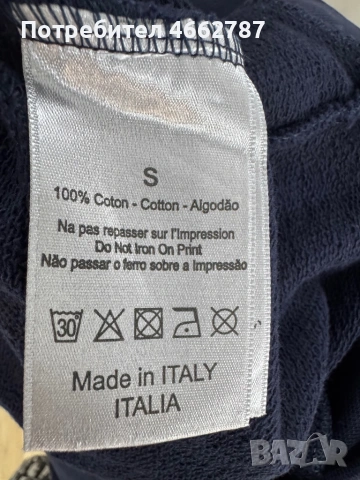 Потребител 4662787
S
100% Coton - Cotton - Algodão
Na pas repasser sur l'Impression
Do Not Iron On Print
Não passar o ferro sobre a Impressão
30
Made in ITALY
ITALIA
BAZAR